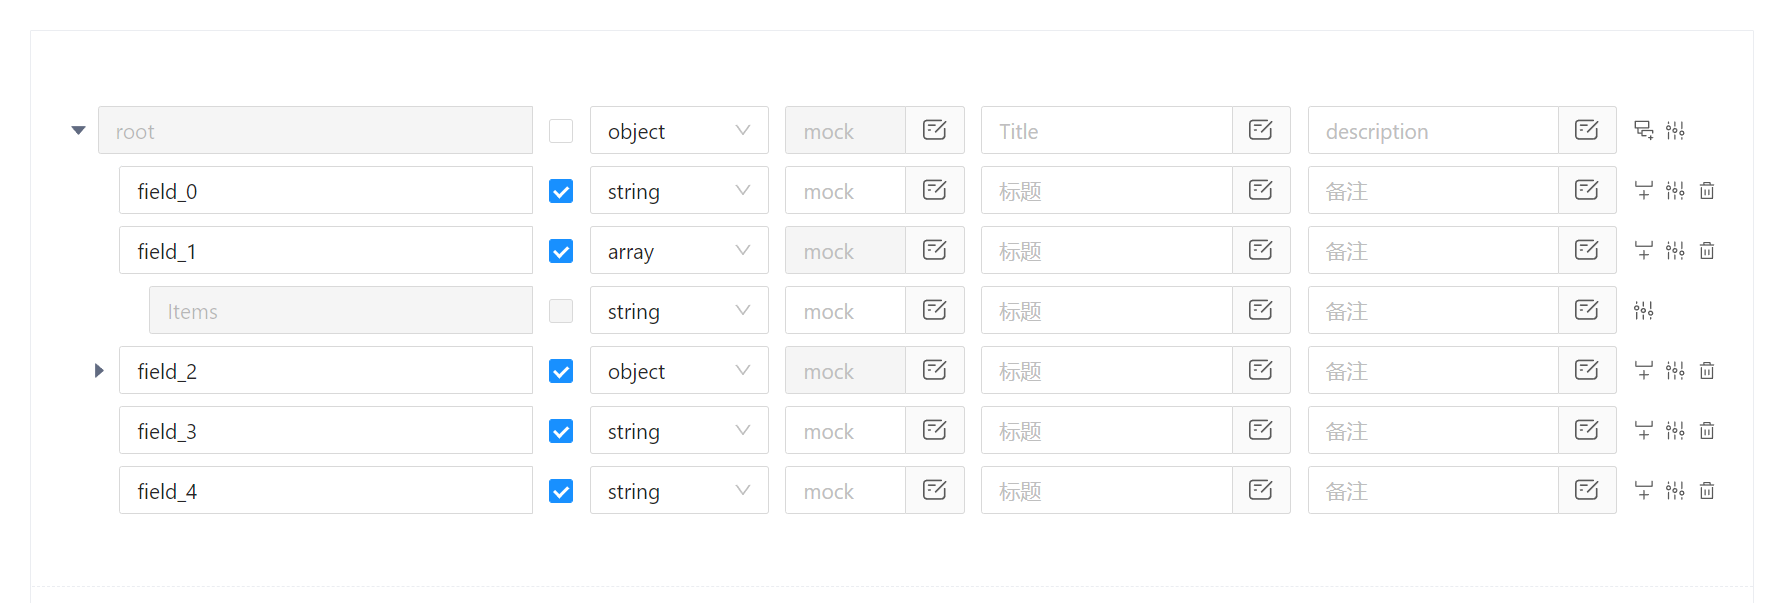 root object mock Title description
field_0 string mock 标题 备注
field_1 array mock 标题 备注
Items string mock 标题 备注
field_2 object mock 标题 备注
field_3 string mock 标题 备注
field_4 string mock 标题 备注